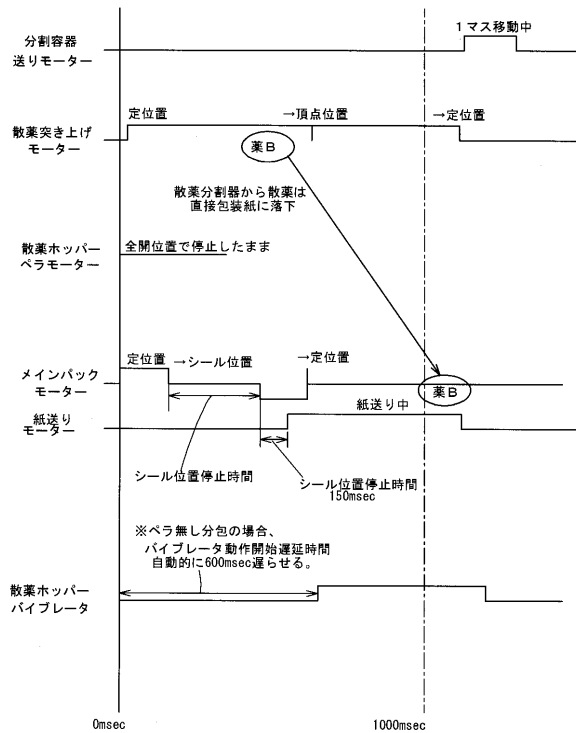 分割容器
送りモーター
1マス移動中
散薬突き上げ
モーター
定位置
→頂点位置
→定位置
薬B
散薬分割器から散薬は
直接包装紙に落下
散薬ホッパー
ペラモーター
全開位置で停止したまま
メインパック
モーター
定位置
→シール位置
→定位置
薬B
紙送り
モーター
紙送り中
シール位置停止時間
シール位置停止時間
150msec
※ペラ無し分包の場合、
バイブレータ動作開始遅延時間
自動的に600msec遅らせる。
散薬ホッパー
バイブレータ
0msec
1000msec